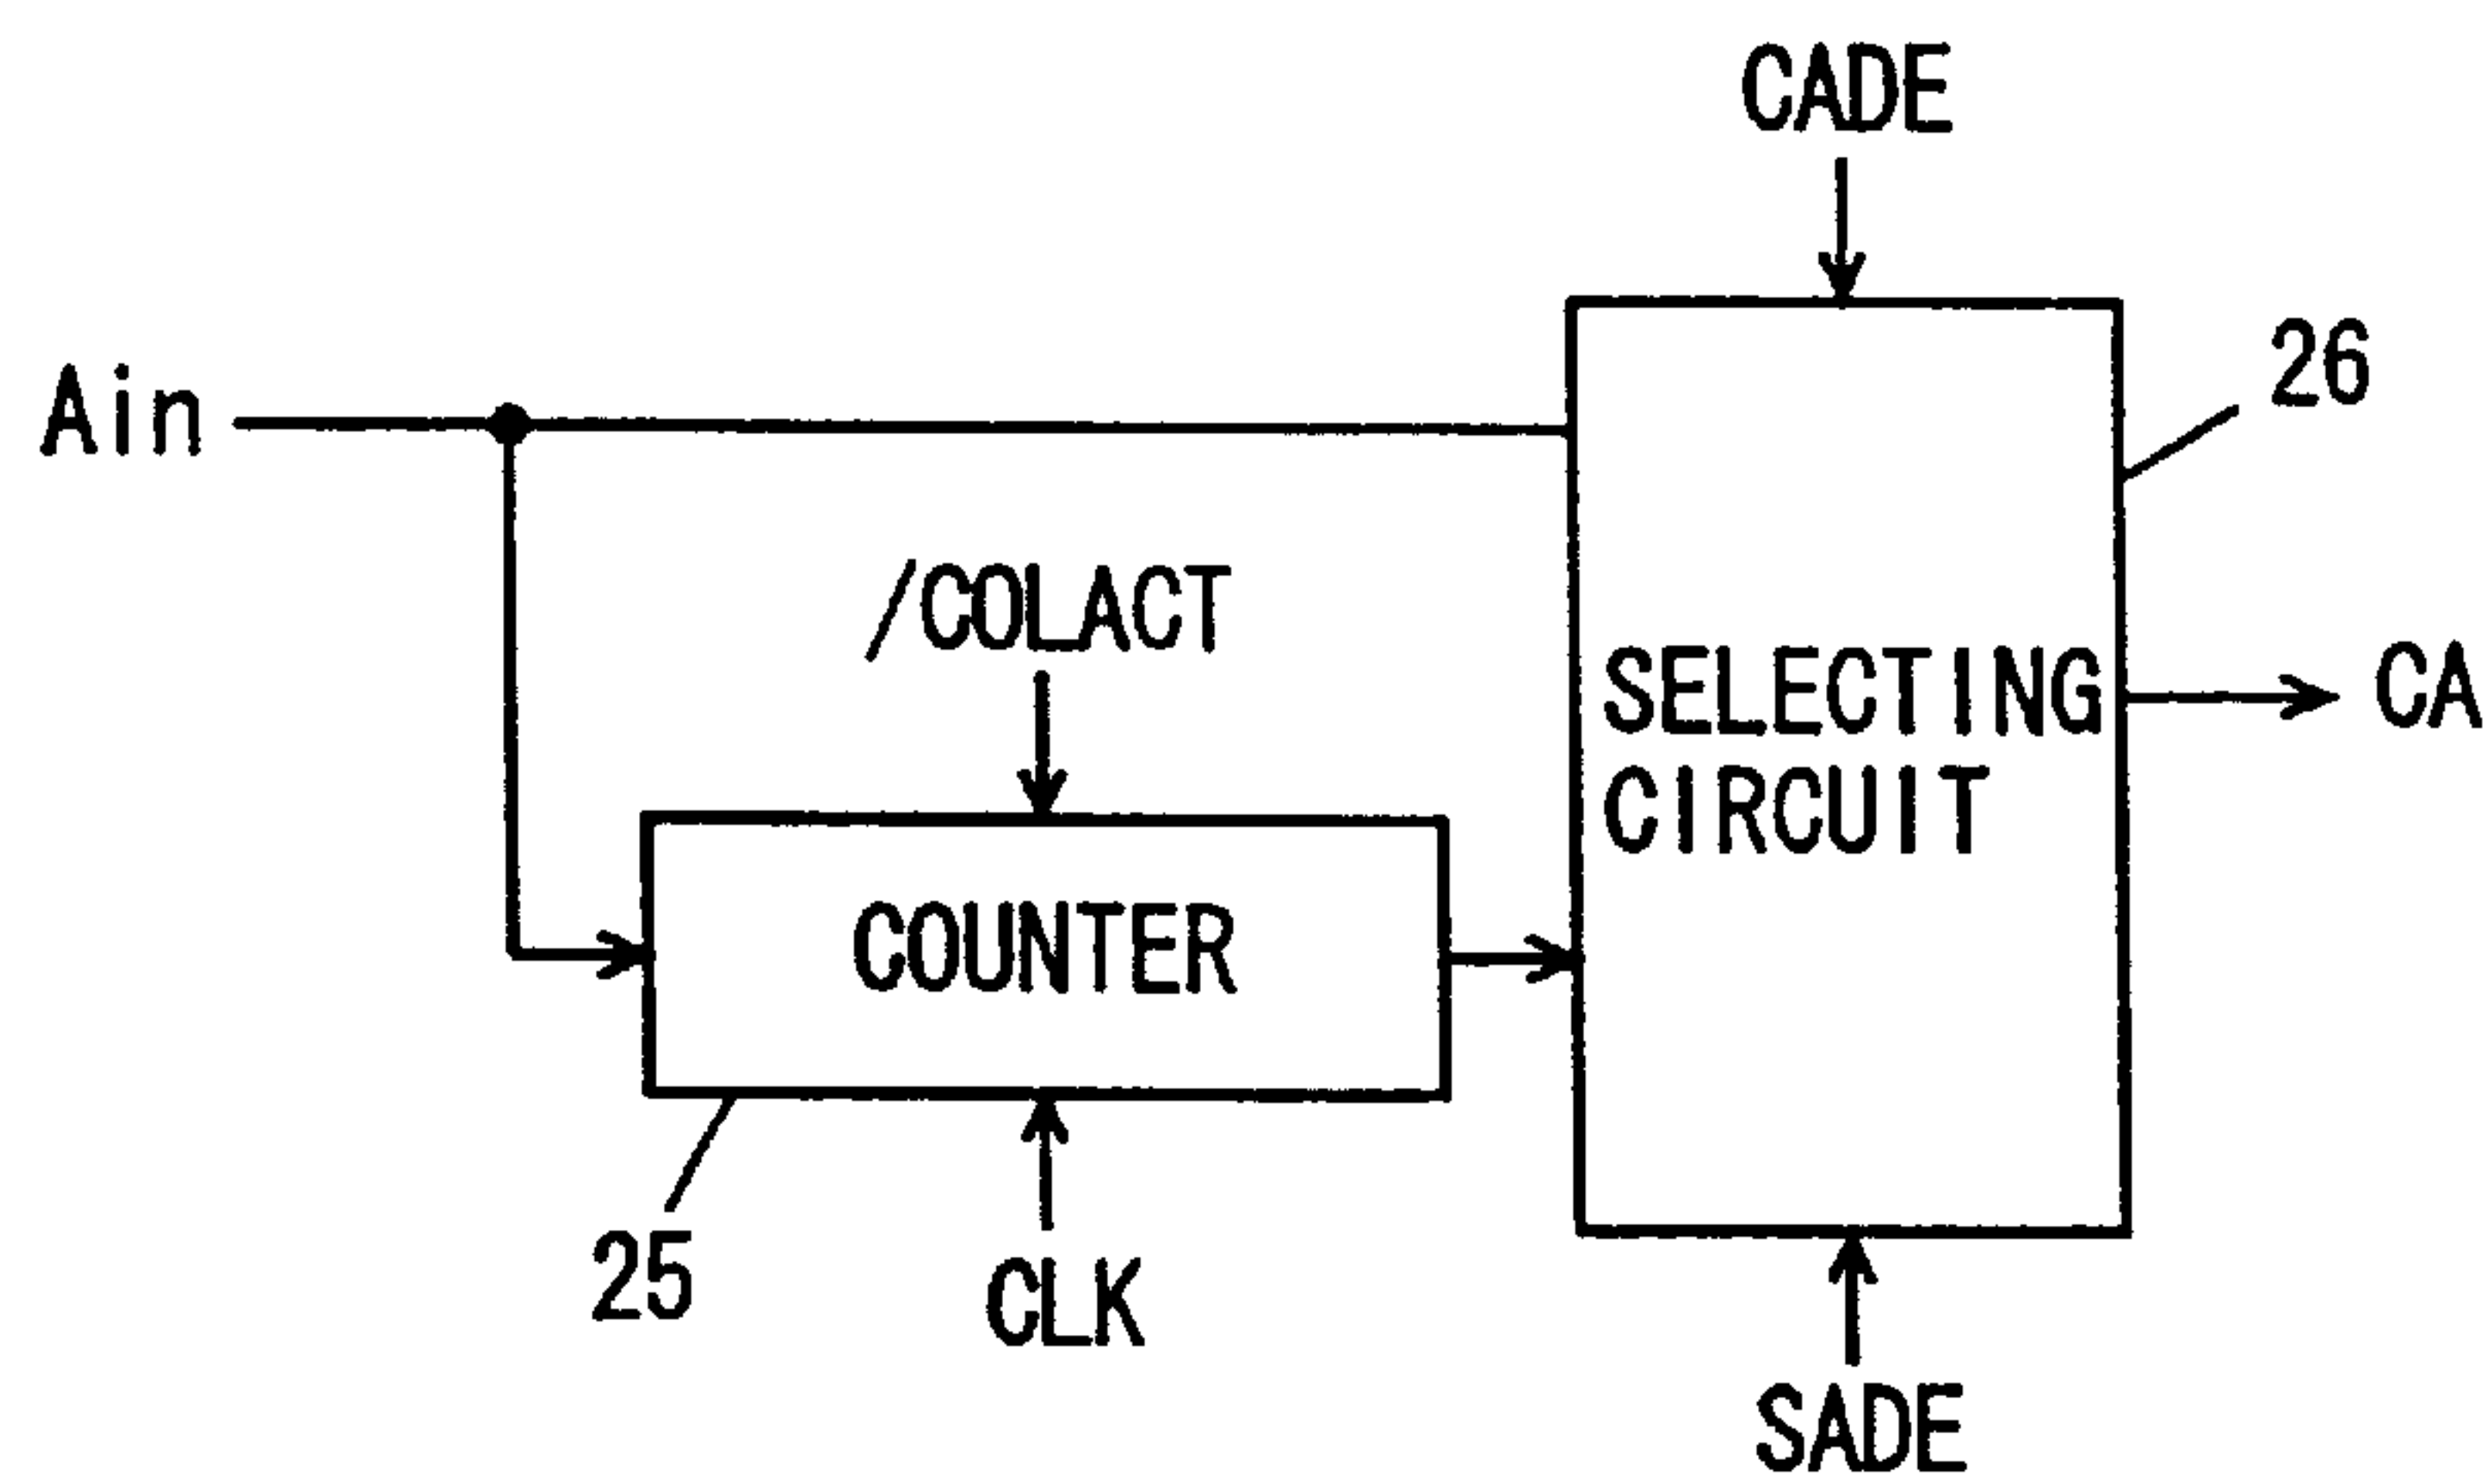 CADE
26
Ain
/COLACT
SELECTING
CIRCUIT
CA
COUNTER
25
CLK
SADE